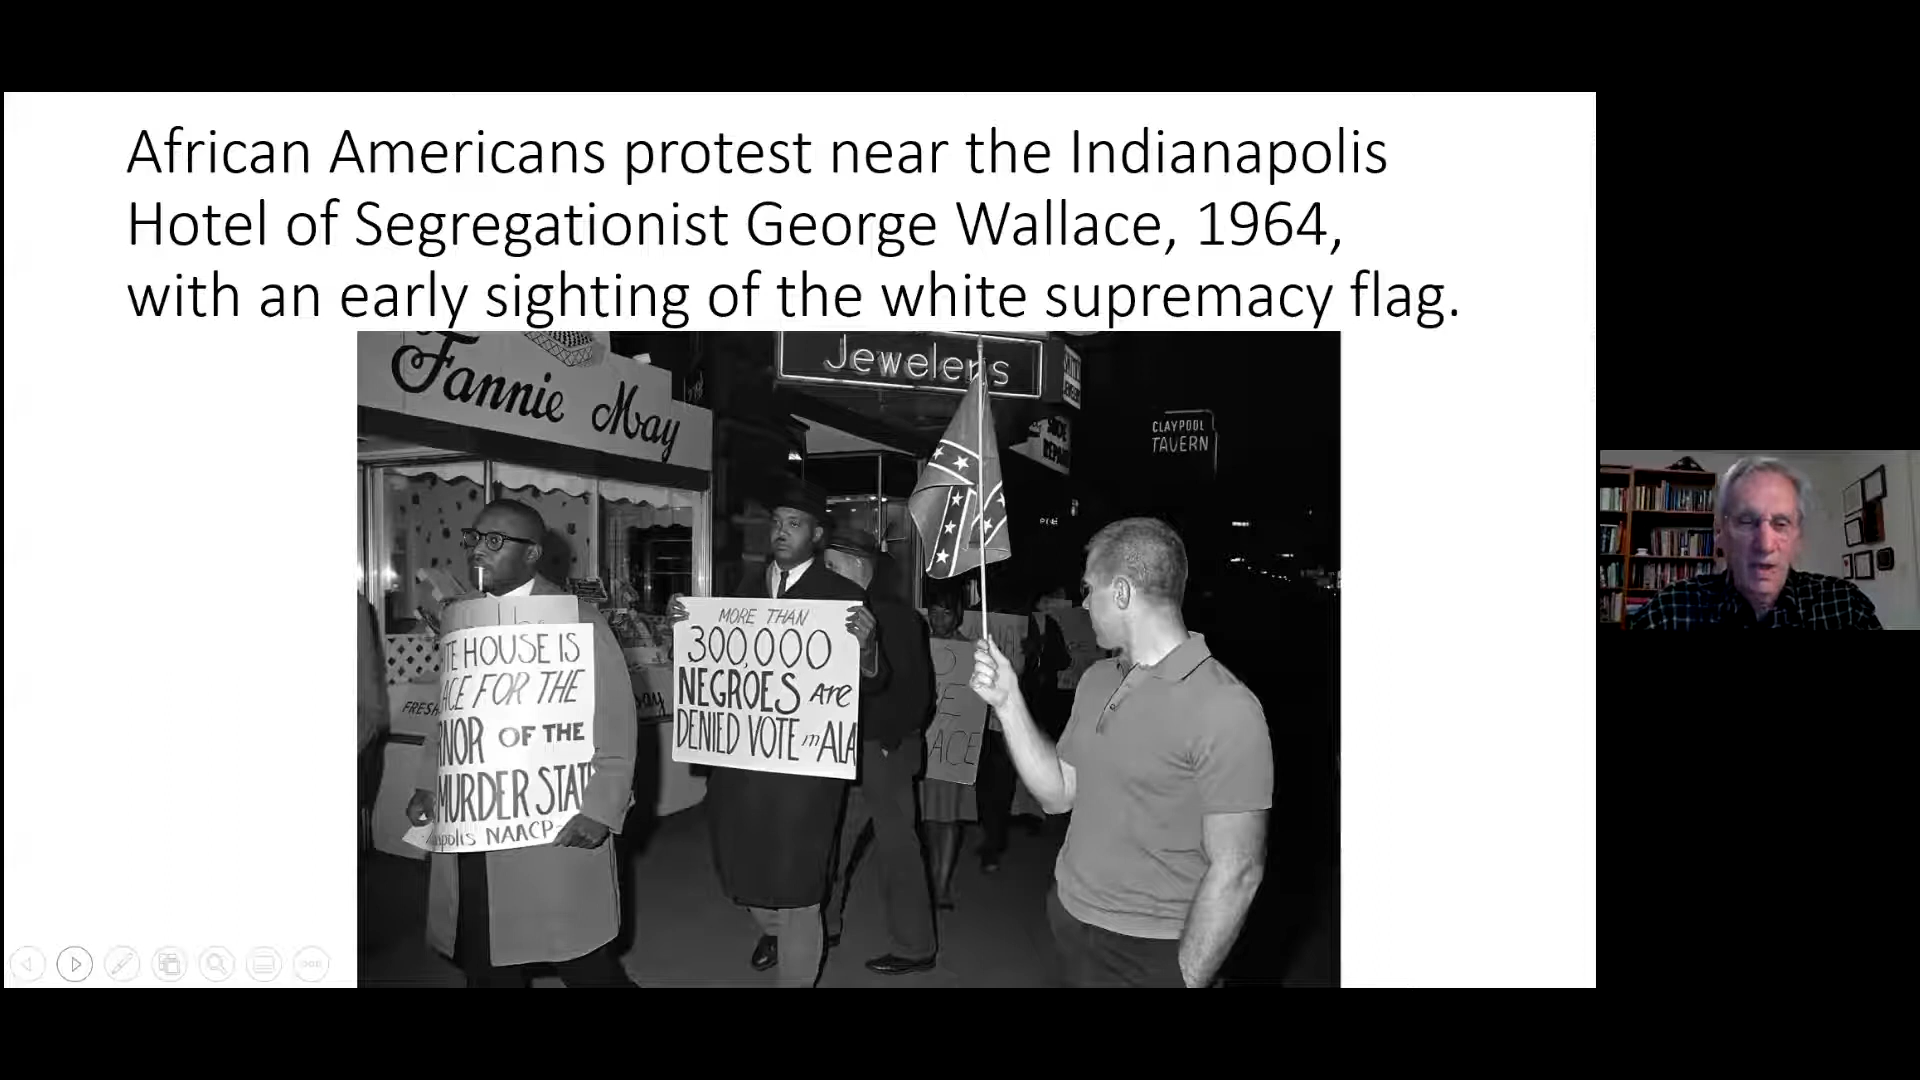 African Americans protest near the Indianapolis
Hotel of Segregationist George Wallace, 1964,
with an early sighting of the white supremacy flag.
Fannie May
Jewelers
CLAYPOOL
TAVERN
TE HOUSE IS
ACE FOR THE
RNOR OF THE
MURDER STAT
polis NAACP
FRESH
MORE THAN
300,000
NEGROES ARE
DENIED VOTE in ALA
ACE